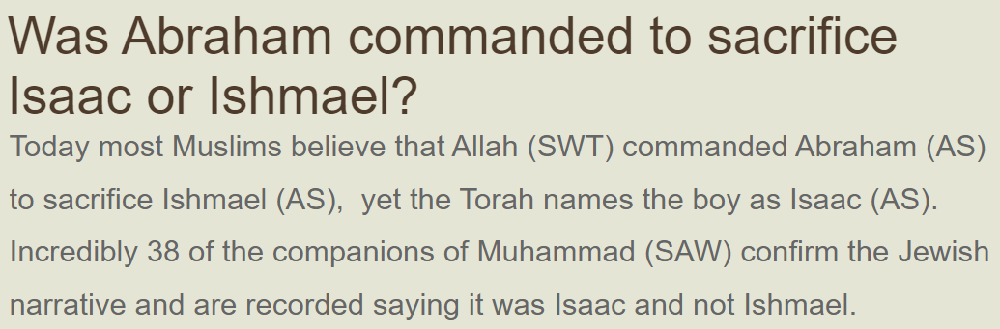 Was Abraham commanded to sacrifice
Isaac or Ishmael?
Today most Muslims believe that Allah (SWT) commanded Abraham (AS)
to sacrifice Ishmael (AS),  yet the Torah names the boy as Isaac (AS).
Incredibly 38 of the companions of Muhammad (SAW) confirm the Jewish
narrative and are recorded saying it was Isaac and not Ishmael.